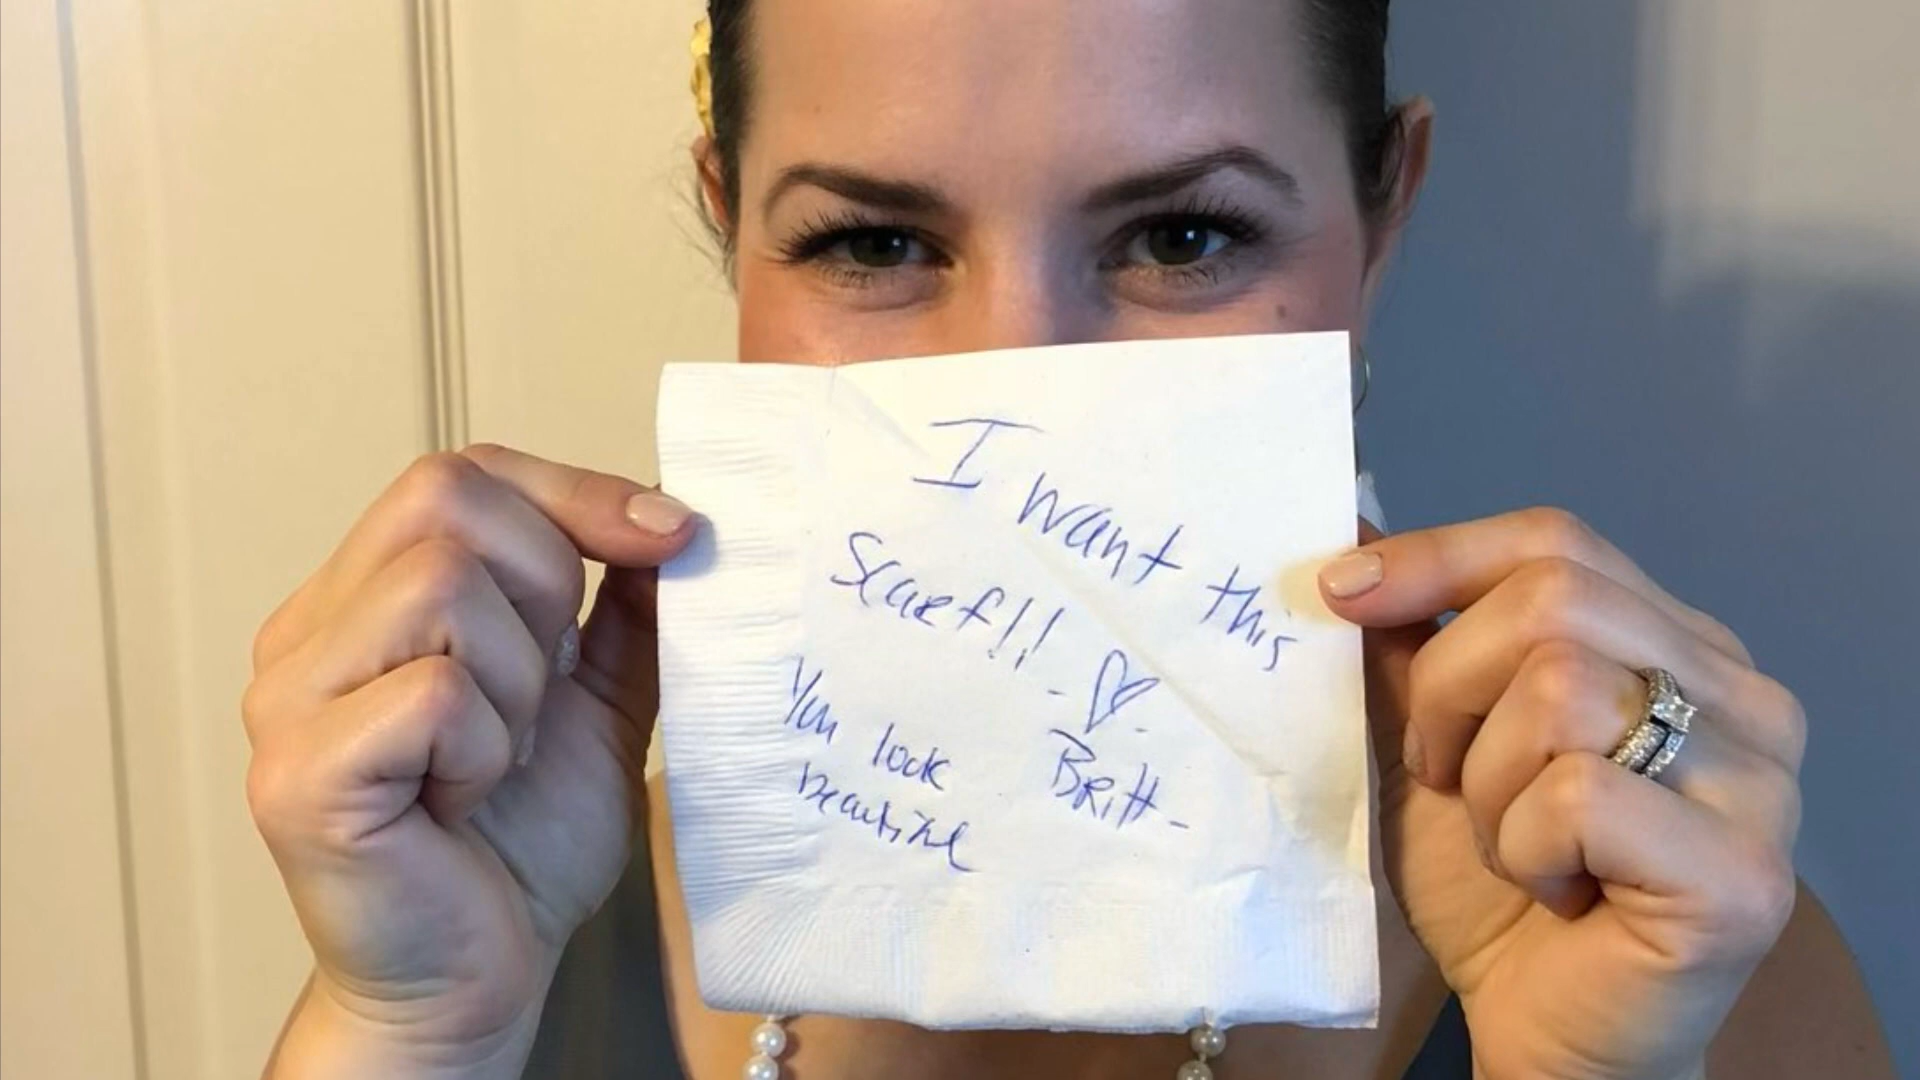 I want this
Scarf!!
-♡-
You look
beautiful
Britt-